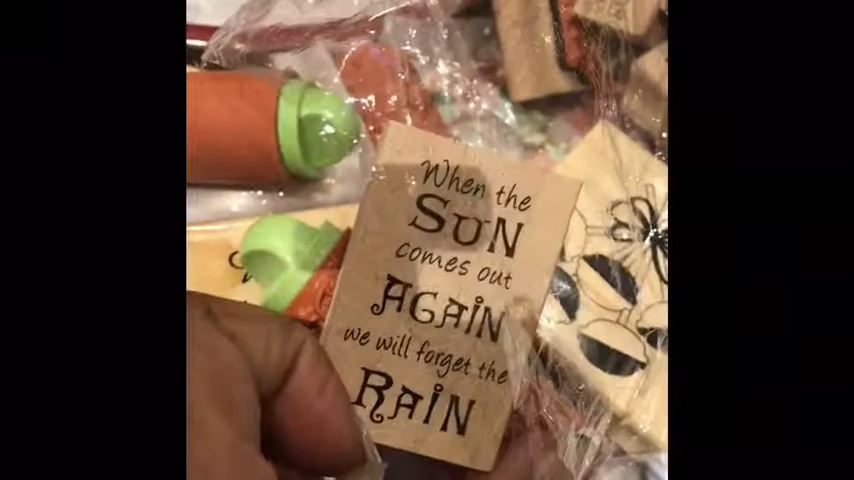 When the
SUN
comes out
AGAIN
we will forget the
RAIN